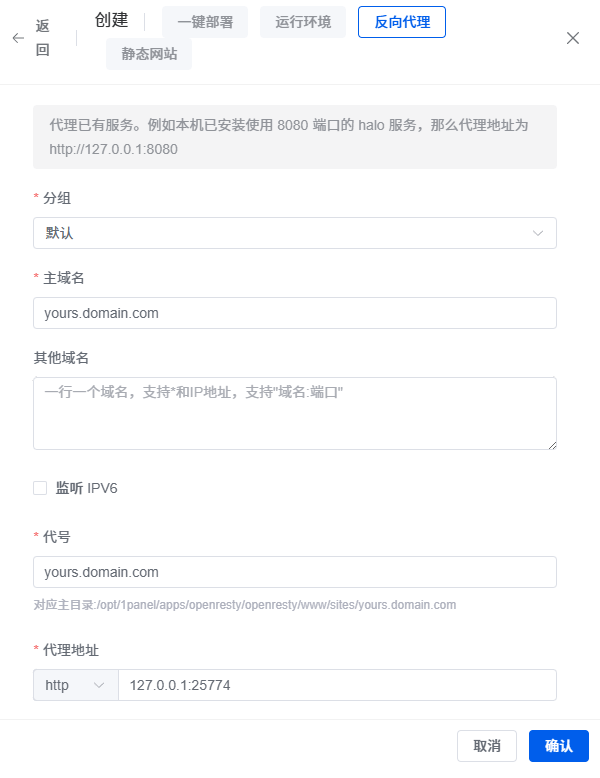 返回
创建
一键部署
运行环境
反向代理
静态网站
代理已有服务。例如本机已安装使用 8080 端口的 halo 服务，那么代理地址为
http://127.0.0.1:8080
* 分组
默认
* 主域名
yours.domain.com
其他域名
一行一个域名，支持*和IP地址，支持"域名:端口"
监听 IPV6
* 代号
yours.domain.com
对应主目录:/opt/1panel/apps/openresty/openresty/www/sites/yours.domain.com
* 代理地址
http
127.0.0.1:25774
取消
确认